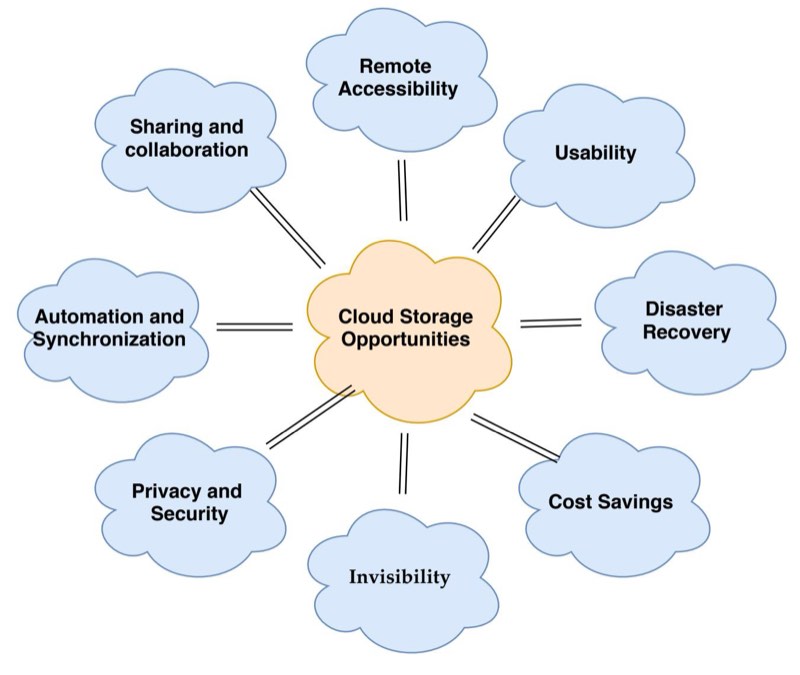 Remote
Accessibility
Sharing and
collaboration
Usability
Automation and
Synchronization
Cloud Storage
Opportunities
Disaster
Recovery
Privacy and
Security
Cost Savings
Invisibility